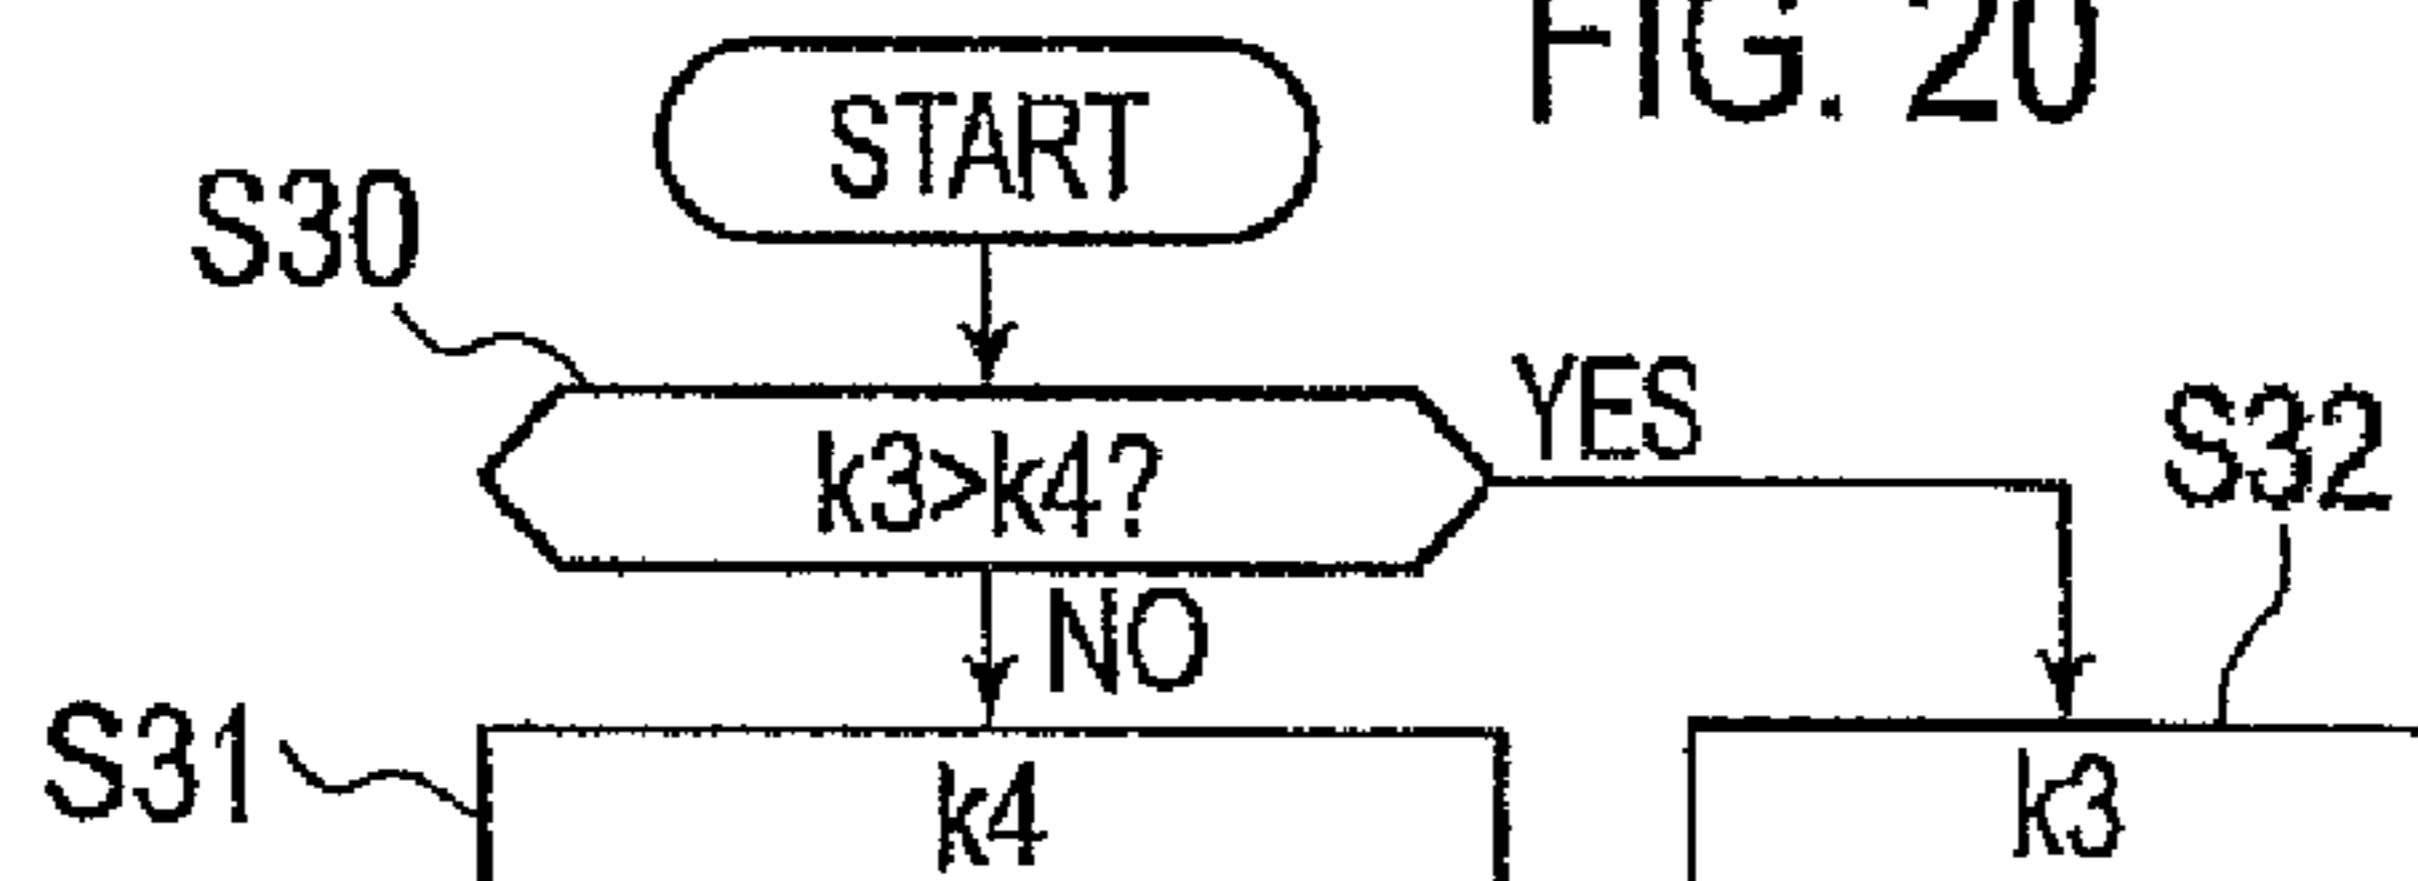 FIG. 20
START
S30
k3>k4?
YES
S32
NO
S31
k4
k3